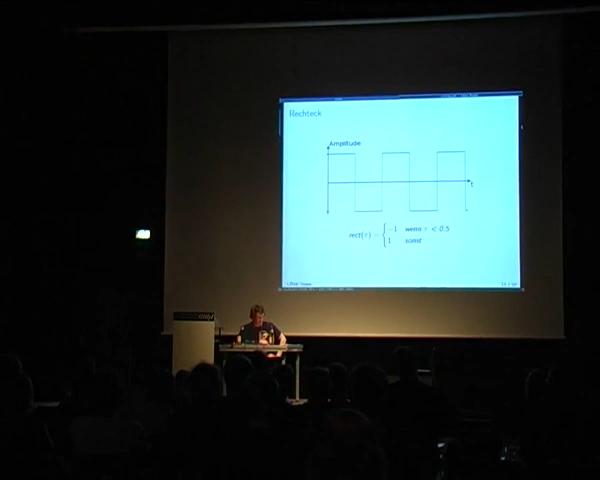 Rechteck
Amplitude
t
rect(τ) = { −1 wenn τ < 0.5
1 sonst